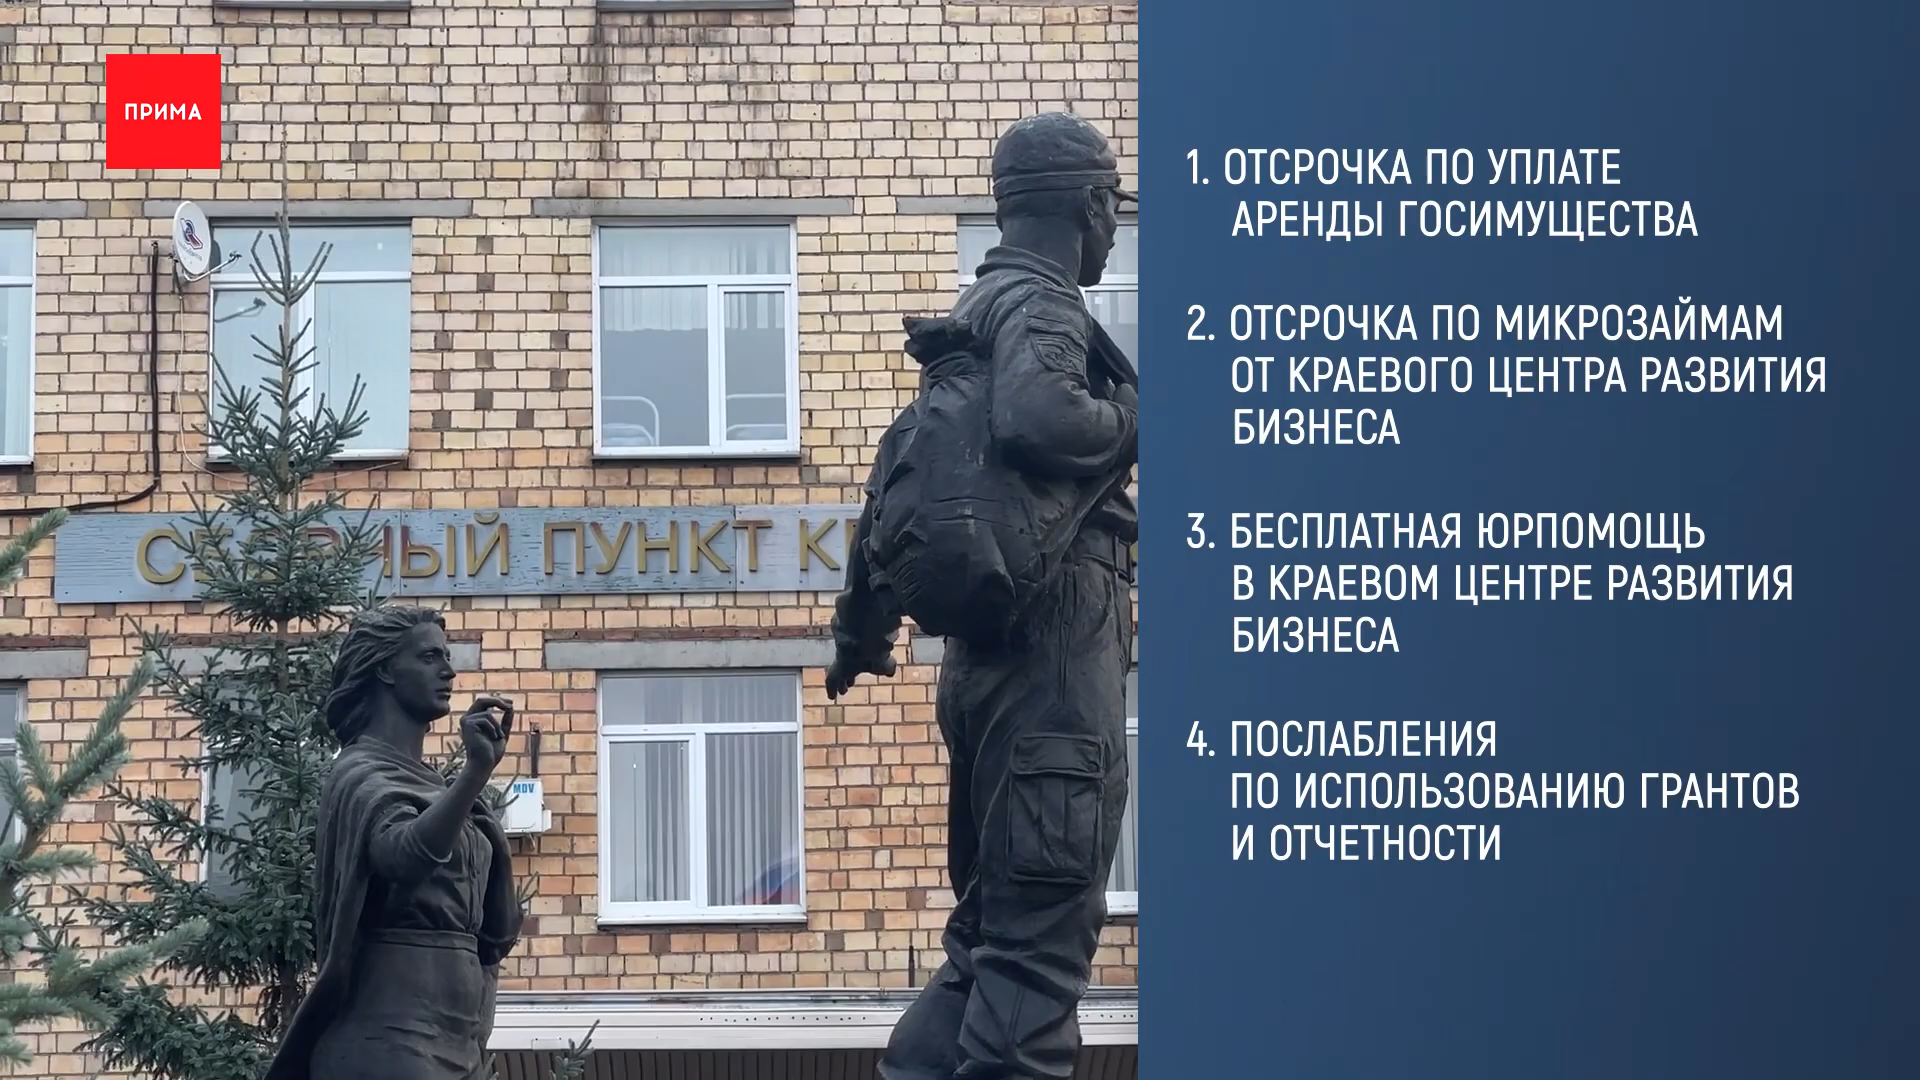 ПРИМА
СБОРНЫЙ ПУНКТ
MDV
1. ОТСРОЧКА ПО УПЛАТЕ
АРЕНДЫ ГОСИМУЩЕСТВА
2. ОТСРОЧКА ПО МИКРОЗАЙМАМ
ОТ КРАЕВОГО ЦЕНТРА РАЗВИТИЯ
БИЗНЕСА
3. БЕСПЛАТНАЯ ЮРПОМОЩЬ
В КРАЕВОМ ЦЕНТРЕ РАЗВИТИЯ
БИЗНЕСА
4. ПОСЛАБЛЕНИЯ
ПО ИСПОЛЬЗОВАНИЮ ГРАНТОВ
И ОТЧЕТНОСТИ